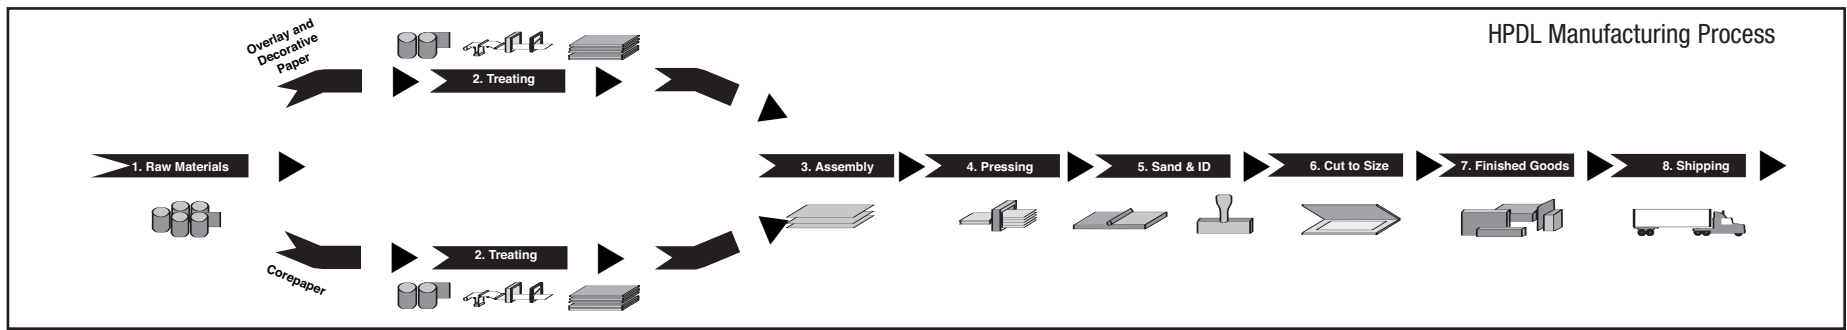 HPDL Manufacturing Process
Overlay and
Decorative
Paper
2. Treating
1. Raw Materials
3. Assembly
4. Pressing
5. Sand & ID
6. Cut to Size
7. Finished Goods
8. Shipping
2. Treating
Corepaper